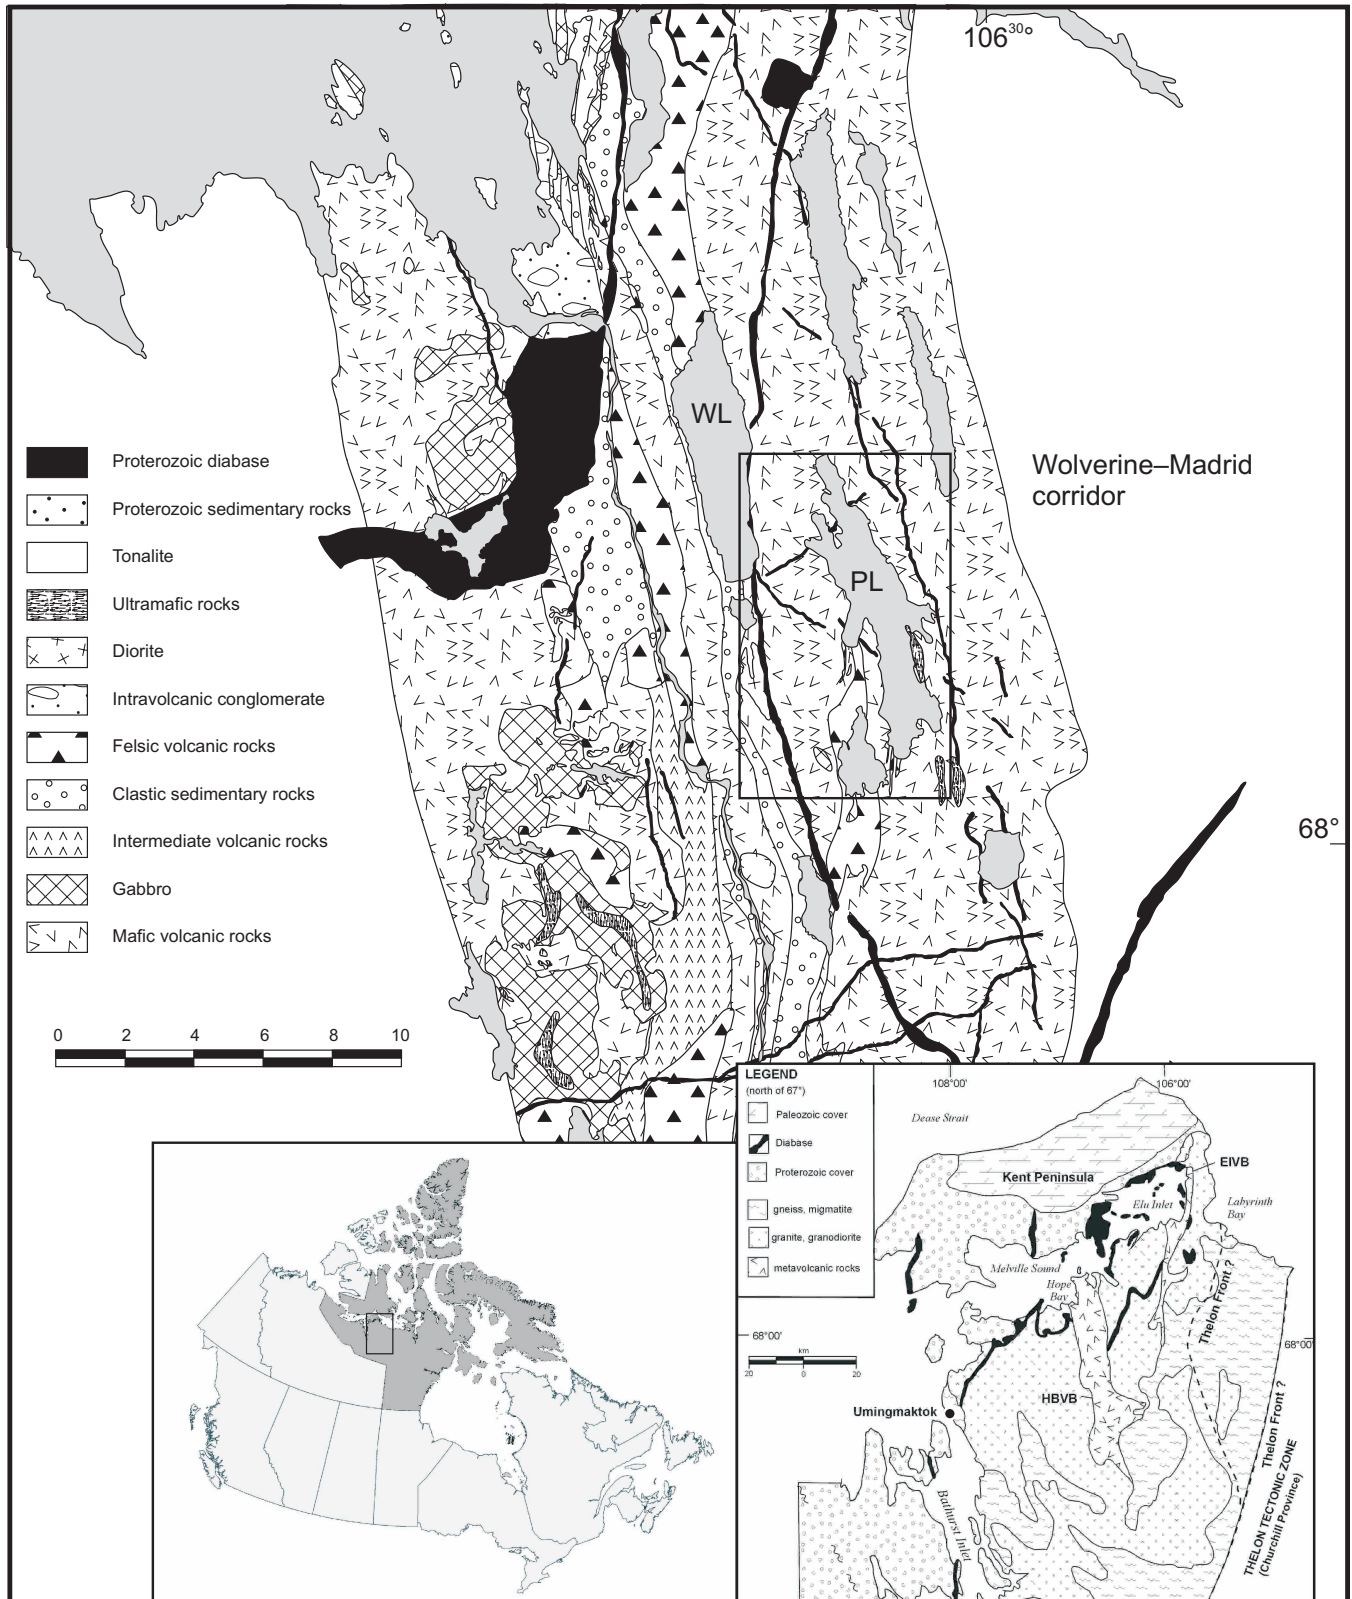 106³⁰°
WL
Wolverine–Madrid
corridor
PL
68°
Proterozoic diabase
Proterozoic sedimentary rocks
Tonalite
Ultramafic rocks
Diorite
Intravolcanic conglomerate
Felsic volcanic rocks
Clastic sedimentary rocks
Intermediate volcanic rocks
Gabbro
Mafic volcanic rocks
0 2 4 6 8 10
LEGEND
(north of 67°)
Paleozoic cover
Diabase
Proterozoic cover
gneiss, migmatite
granite, granodiorite
metavolcanic rocks
108°00'
106°00'
Dease Strait
Kent Peninsula
EIVB
Elu Inlet
Labyrinth
Bay
Melville Sound
Hope
Bay
Thelon Front ?
68°00'
68°00'
km
20 0 20
HBVB
Umingmaktok
Bathurst Inlet
Thelon Front ?
THELON TECTONIC ZONE
(Churchill Province)